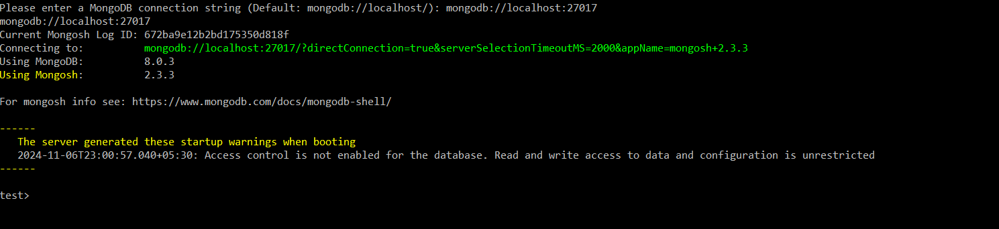 Please enter a MongoDB connection string (Default: mongodb://localhost/): mongodb://localhost:27017
mongodb://localhost:27017
Current Mongosh Log ID: 672ba9e12b2bd175350d818f
Connecting to: mongodb://localhost:27017/?directConnection=true&serverSelectionTimeoutMS=2000&appName=mongosh+2.3.3
Using MongoDB: 8.0.3
Using Mongosh: 2.3.3
For mongosh info see: https://www.mongodb.com/docs/mongodb-shell/
------
The server generated these startup warnings when booting
2024-11-06T23:00:57.040+05:30: Access control is not enabled for the database. Read and write access to data and configuration is unrestricted
------
test>